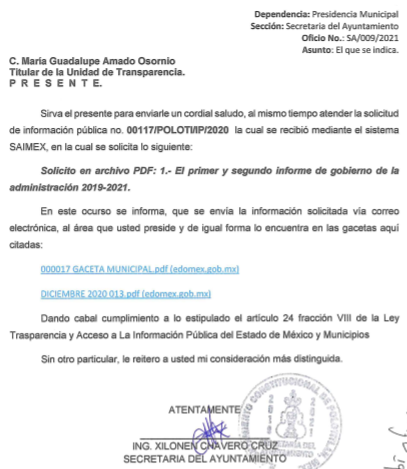 Dependencia: Presidencia Municipal
Sección: Secretaria del Ayuntamiento
Oficio No.: SA/009/2021
Asunto: El que se indica.
C. María Guadalupe Amado Osornio
Titular de la Unidad de Transparencia.
P R E S E N T E.
Sirva el presente para enviarle un cordial saludo, al mismo tiempo atender la solicitud
de información pública no. 00117/POLOTI/IP/2020 la cual se recibió mediante el sistema
SAIMEX, en la cual se solicita lo siguiente:
Solicito en archivo PDF: 1.- El primer y segundo informe de gobierno de la
administración 2019-2021.
En este ocurso se informa, que se envía la información solicitada vía correo
electrónica, al área que usted preside y de igual forma lo encuentra en las gacetas aquí
citadas:
000017 GACETA MUNICIPAL.pdf (edomex.gob.mx)
DICIEMBRE 2020 013.pdf (edomex.gob.mx)
Dando cabal cumplimiento a lo estipulado el artículo 24 fracción VIII de la Ley
Trasparencia y Acceso a La Información Pública del Estado de México y Municipios
Sin otro particular, le reitero a usted mi consideración más distinguida.
ATENTAMENTE
ING. XILONEN CHAVERO CRUZ
SECRETARIA DEL AYUNTAMIENTO